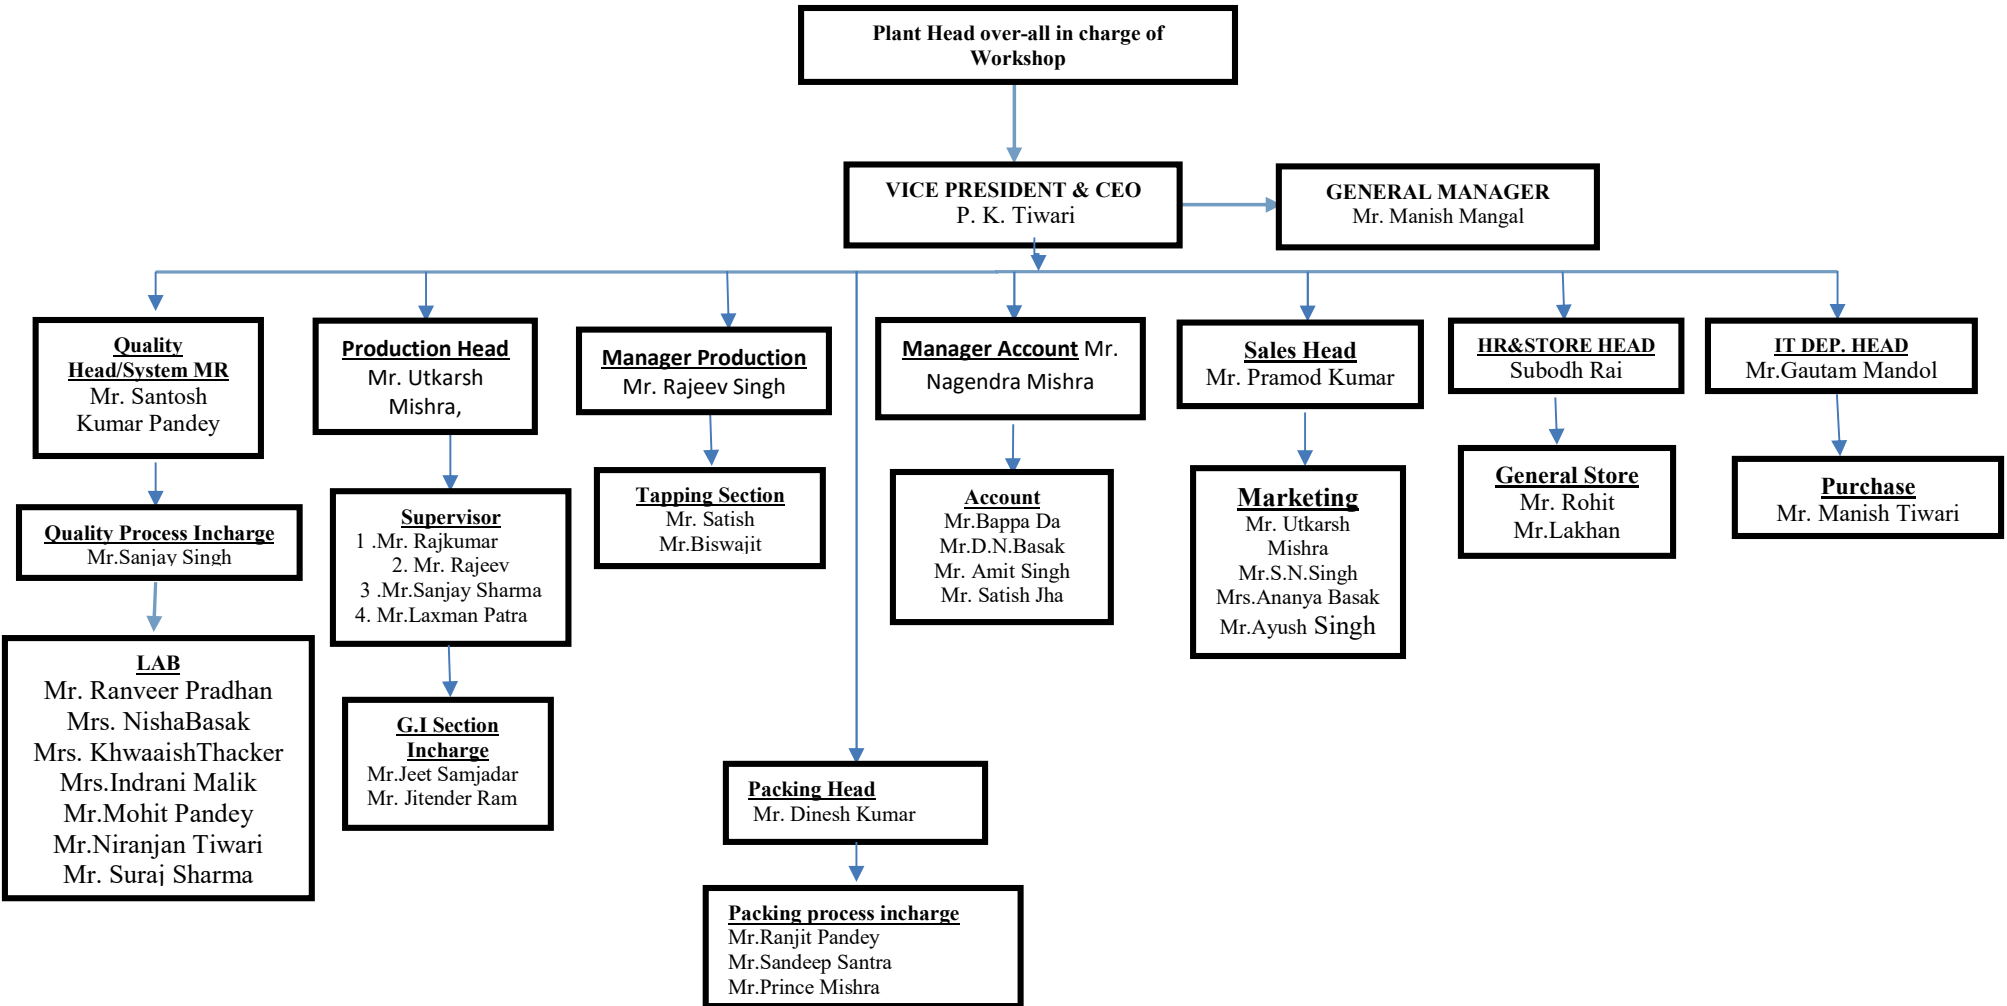 Plant Head over-all in charge of
Workshop
VICE PRESIDENT & CEO
P. K. Tiwari
GENERAL MANAGER
Mr. Manish Mangal
Quality
Head/System MR
Mr. Santosh
Kumar Pandey
Production Head
Mr. Utkarsh
Mishra,
Manager Production
Mr. Rajeev Singh
Manager Account Mr.
Nagendra Mishra
Sales Head
Mr. Pramod Kumar
HR&STORE HEAD
Subodh Rai
IT DEP. HEAD
Mr.Gautam Mandol
Quality Process Incharge
Mr.Sanjay Singh
Supervisor
1 .Mr. Rajkumar
2. Mr. Rajeev
3 .Mr.Sanjay Sharma
4. Mr.Laxman Patra
Tapping Section
Mr. Satish
Mr.Biswajit
Account
Mr.Bappa Da
Mr.D.N.Basak
Mr. Amit Singh
Mr. Satish Jha
Marketing
Mr. Utkarsh
Mishra
Mr.S.N.Singh
Mrs.Ananya Basak
Mr.Ayush Singh
General Store
Mr. Rohit
Mr.Lakhan
Purchase
Mr. Manish Tiwari
LAB
Mr. Ranveer Pradhan
Mrs. NishaBasak
Mrs. KhwaaishThacker
Mrs.Indrani Malik
Mr.Mohit Pandey
Mr.Niranjan Tiwari
Mr. Suraj Sharma
G.I Section
Incharge
Mr.Jeet Samjadar
Mr. Jitender Ram
Packing Head
Mr. Dinesh Kumar
Packing process incharge
Mr.Ranjit Pandey
Mr.Sandeep Santra
Mr.Prince Mishra